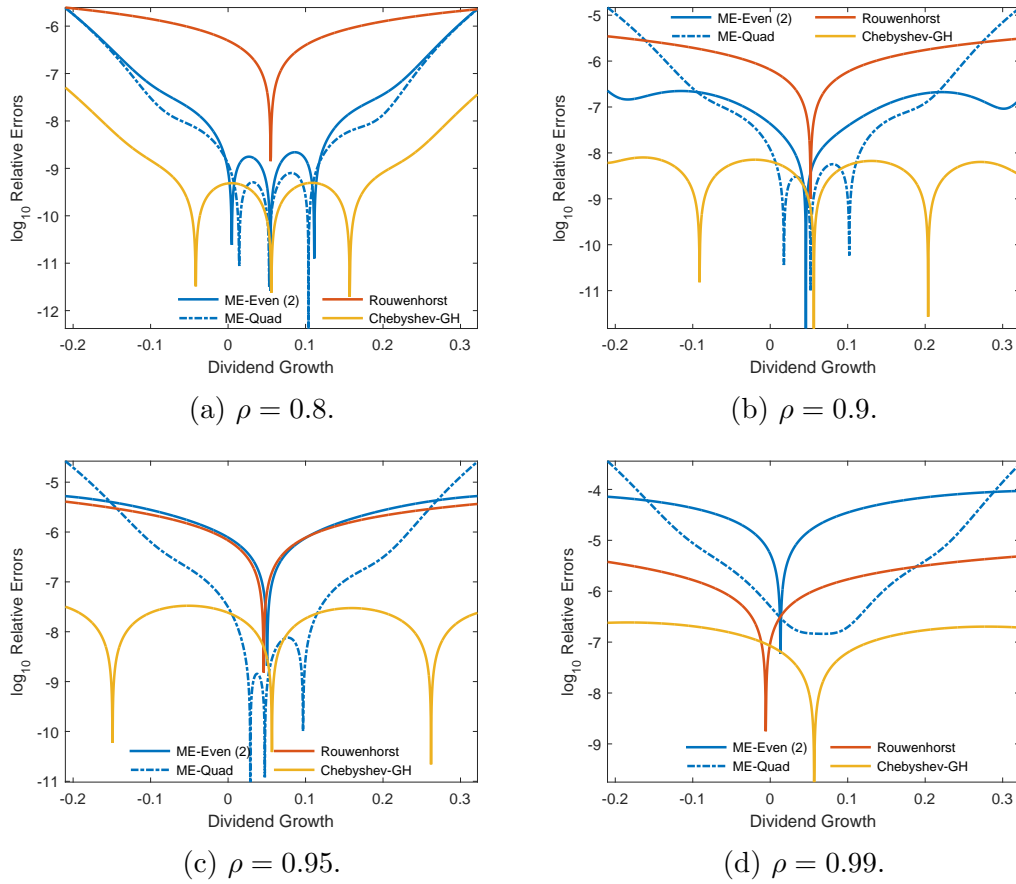 -6
-7
-8
-9
-10
-11
-12
log10 Relative Errors
ME-Even (2)
ME-Quad
Rouwenhorst
Chebyshev-GH
-0.2 -0.1 0 0.1 0.2 0.3
Dividend Growth
(a) ρ = 0.8.
-5
-6
-7
-8
-9
-10
-11
log10 Relative Errors
ME-Even (2)
ME-Quad
Rouwenhorst
Chebyshev-GH
-0.2 -0.1 0 0.1 0.2 0.3
Dividend Growth
(b) ρ = 0.9.
-5
-6
-7
-8
-9
-10
-11
log10 Relative Errors
ME-Even (2)
ME-Quad
Rouwenhorst
Chebyshev-GH
-0.2 -0.1 0 0.1 0.2 0.3
Dividend Growth
(c) ρ = 0.95.
-4
-5
-6
-7
-8
-9
log10 Relative Errors
ME-Even (2)
ME-Quad
Rouwenhorst
Chebyshev-GH
-0.2 -0.1 0 0.1 0.2 0.3
Dividend Growth
(d) ρ = 0.99.